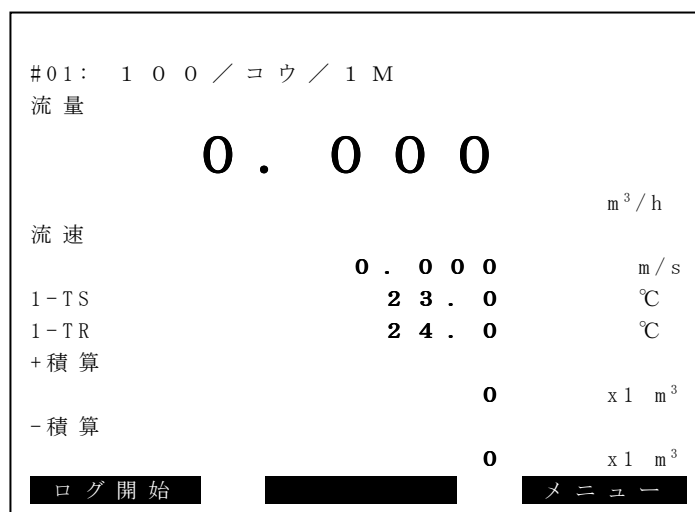 #01: 100/コウ/1M
流量
0.000
m³/h
流速
0.000 m/s
1-TS 23.0 ℃
1-TR 24.0 ℃
+積算
0 x1 m³
-積算
0 x1 m³
ログ開始 メニュー